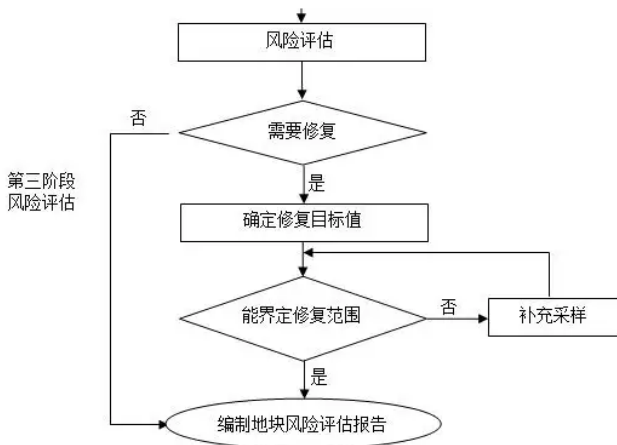 风险评估
否
需要修复
第三阶段
风险评估
是
确定修复目标值
能界定修复范围
否
补充采样
是
编制地块风险评估报告